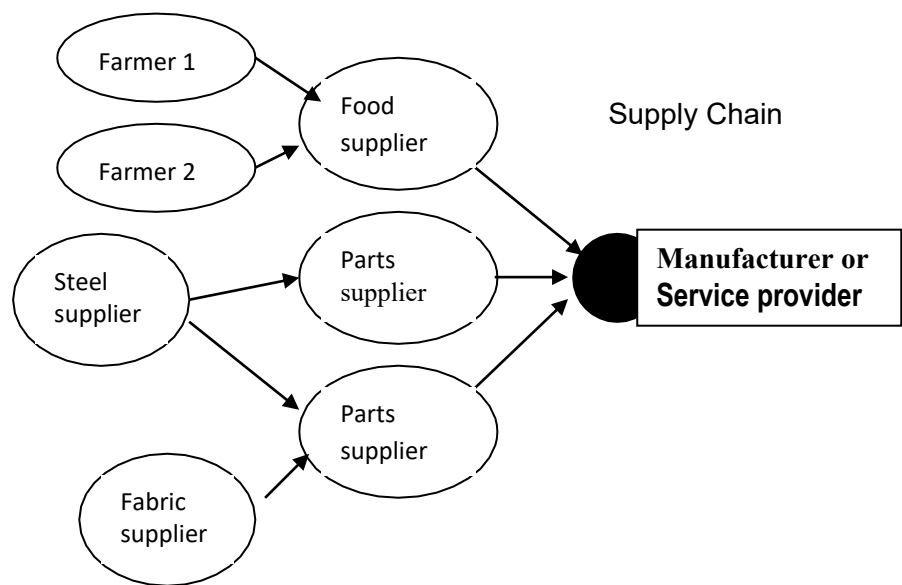 Farmer 1
Food
supplier
Supply Chain
Farmer 2
Steel
supplier
Parts
supplier
Manufacturer or
Service provider
Parts
supplier
Fabric
supplier